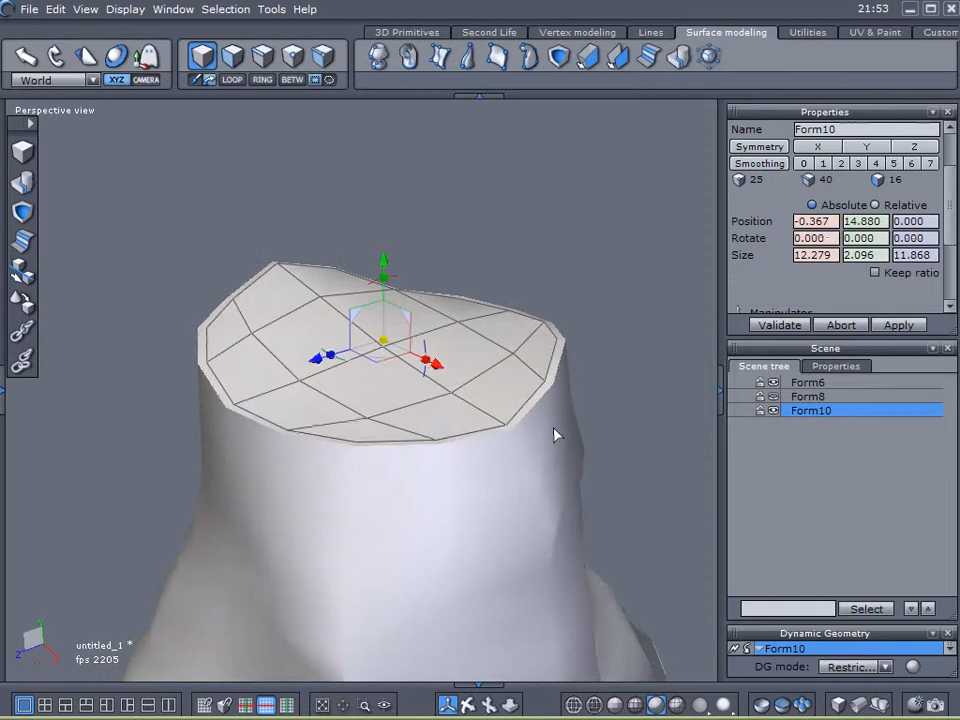 File Edit View Display Window Selection Tools Help 21:53
3D Primitives Second Life Vertex modeling Lines Surface modeling Utilities UV & Paint Custom
World XYZ CAMERA LOOP RING BETW
Perspective view
Properties
Name Form10
Symmetry X Y Z
Smoothing 0 1 2 3 4 5 6 7
25 40 16
Absolute Relative
Position -0.367 14.880 0.000
Rotate 0.000 0.000 0.000
Size 12.279 2.096 11.868
Keep ratio
Manipulator
Validate Abort Apply
Scene
Scene tree Properties
Form6
Form8
Form10
Select
Dynamic Geometry
Form10
DG mode: Restric...
Y
Z X
untitled_1 *
fps 2205